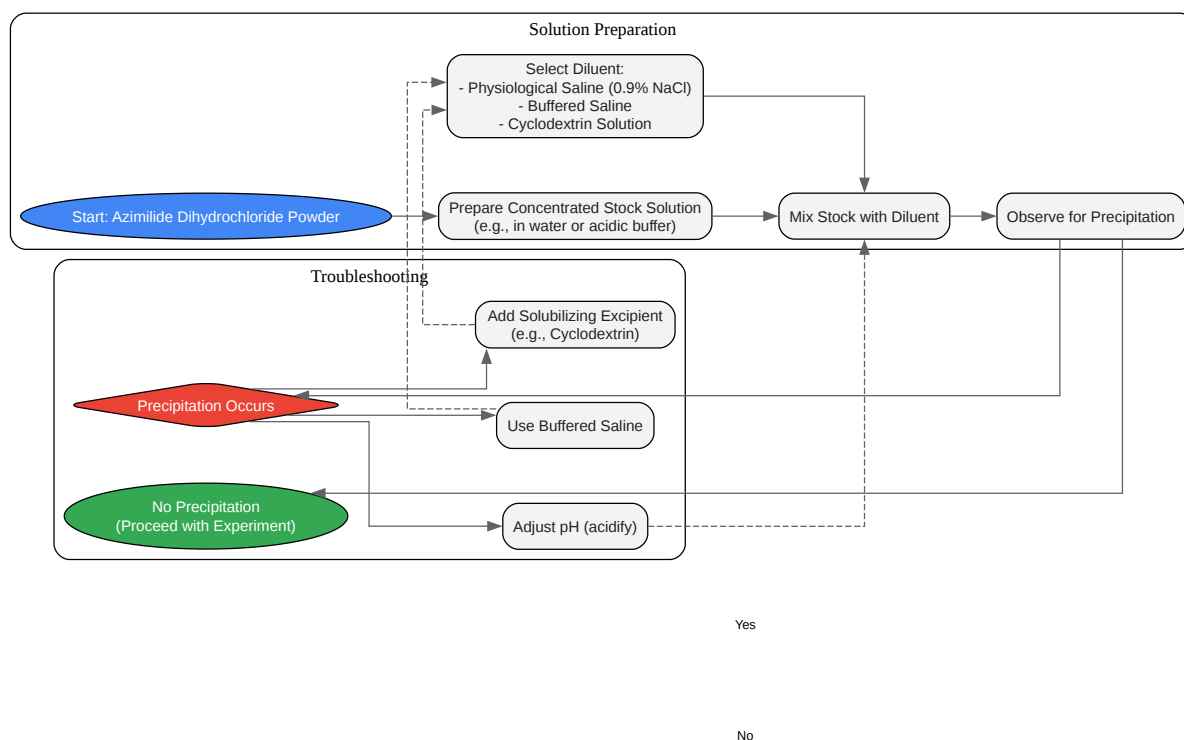 Solution Preparation
Select Diluent:
- Physiological Saline (0.9% NaCl)
- Buffered Saline
- Cyclodextrin Solution
Start: Azimilide Dihydrochloride Powder
Prepare Concentrated Stock Solution
(e.g., in water or acidic buffer)
Mix Stock with Diluent
Observe for Precipitation
Troubleshooting
Add Solubilizing Excipient
(e.g., Cyclodextrin)
Precipitation Occurs
Use Buffered Saline
No Precipitation
(Proceed with Experiment)
Adjust pH (acidify)
Yes
No